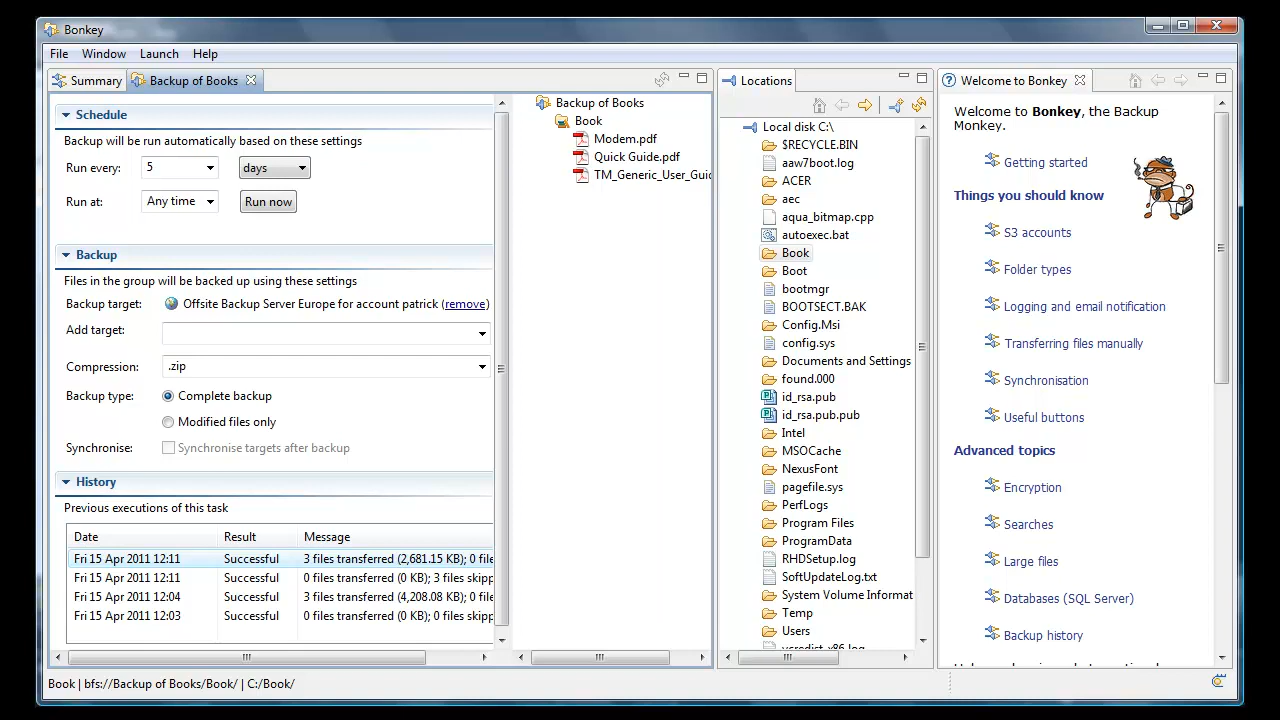 Bonkey
File Window Launch Help
Summary
Backup of Books
Schedule
Backup will be run automatically based on these settings
Run every: 5 days
Run at: Any time Run now
Backup
Files in the group will be backed up using these settings
Backup target: Offsite Backup Server Europe for account patrick (remove)
Add target:
Compression: .zip
Backup type: Complete backup
Modified files only
Synchronise: Synchronise targets after backup
History
Previous executions of this task
Date Result Message
Fri 15 Apr 2011 12:11 Successful 3 files transferred (2,681.15 KB); 0 file
Fri 15 Apr 2011 12:11 Successful 0 files transferred (0 KB); 3 files skipp
Fri 15 Apr 2011 12:04 Successful 3 files transferred (4,208.08 KB); 0 file
Fri 15 Apr 2011 12:03 Successful 0 files transferred (0 KB); 0 files skipp
Backup of Books
Book
Modem.pdf
Quick Guide.pdf
TM_Generic_User_Guid
Locations
Local disk C:\
$RECYCLE.BIN
aaw7boot.log
ACER
aec
aqua_bitmap.cpp
autoexec.bat
Book
Boot
bootmgr
BOOTSECT.BAK
Config.Msi
config.sys
Documents and Settings
found.000
id_rsa.pub
id_rsa.pub.pub
Intel
MSOCache
NexusFont
pagefile.sys
PerfLogs
Program Files
ProgramData
RHDSetup.log
SoftUpdateLog.txt
System Volume Informat
Temp
Users
vcredist_x86.log
Welcome to Bonkey
Welcome to Bonkey, the Backup
Monkey.
Getting started
Things you should know
S3 accounts
Folder types
Logging and email notification
Transferring files manually
Synchronisation
Useful buttons
Advanced topics
Encryption
Searches
Large files
Databases (SQL Server)
Backup history
Book | bfs://Backup of Books/Book/ | C:/Book/